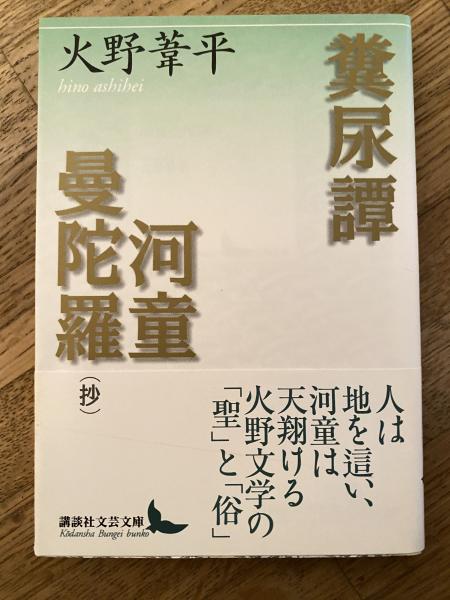 火野葦平
hino ashihei
糞尿譚
河童
曼陀羅
（抄）
人は
地を這い、
河童は
天翔ける
火野文学の
「聖」と「俗」
講談社文芸文庫
Kōdansha Bungei bunko